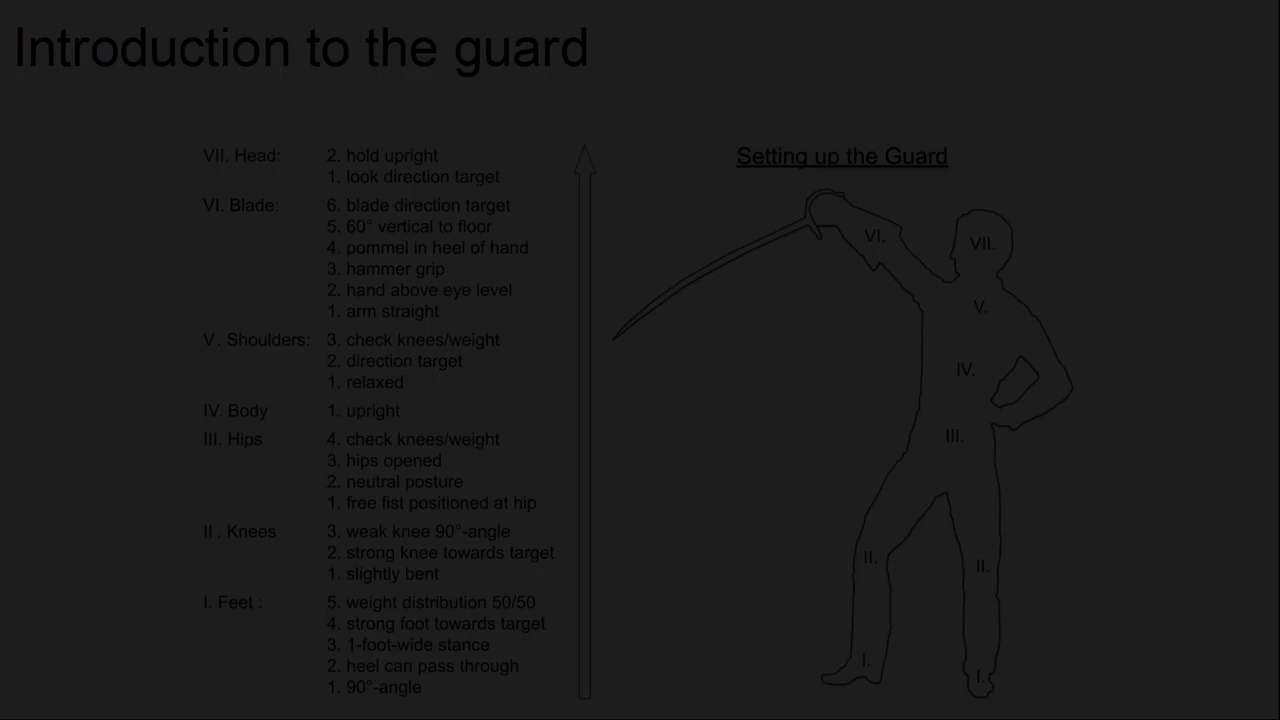 Introduction to the guard
VII. Head: 2. hold upright
1. look direction target
VI. Blade: 6. blade direction target
5. 60° vertical to floor
4. pommel in heel of hand
3. hammer grip
2. hand above eye level
1. arm straight
V. Shoulders: 3. check knees/weight
2. direction target
1. relaxed
IV. Body 1. upright
III. Hips 4. check knees/weight
3. hips opened
2. neutral posture
1. free fist positioned at hip
II . Knees 3. weak knee 90°-angle
2. strong knee towards target
1. slightly bent
I. Feet : 5. weight distribution 50/50
4. strong foot towards target
3. 1-foot-wide stance
2. heel can pass through
1. 90°-angle
Setting up the Guard
VI.
VII.
V.
IV.
III.
II.
II.
I.
I.